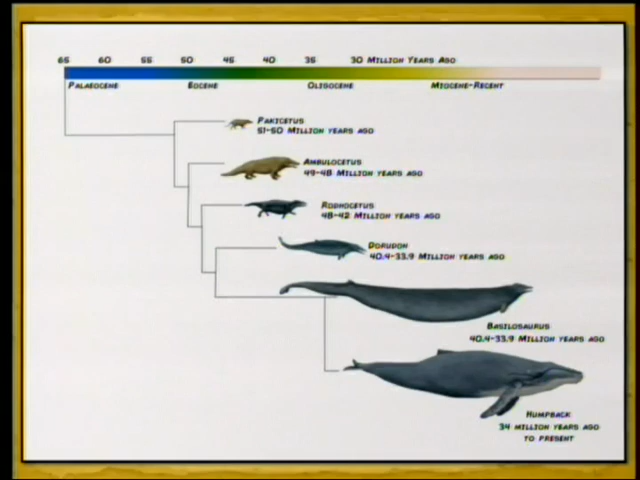 65 60 55 50 45 40 35 30 Million Years Ago
Palaeocene Eocene Oligocene Miocene-Recent
Pakicetus
51-50 Million years ago
Ambulocetus
49-48 Million years ago
Rodhocetus
48-42 Million years ago
Dorudon
40.4-33.9 Million years ago
Basilosaurus
40.4-33.9 Million years ago
Humpback
34 million years ago
to present